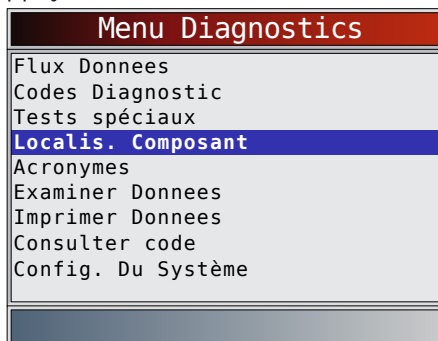 Menu Diagnostics
Flux Donnees
Codes Diagnostic
Tests spéciaux
Localis. Composant
Acronymes
Examiner Donnees
Imprimer Donnees
Consulter code
Config. Du Système